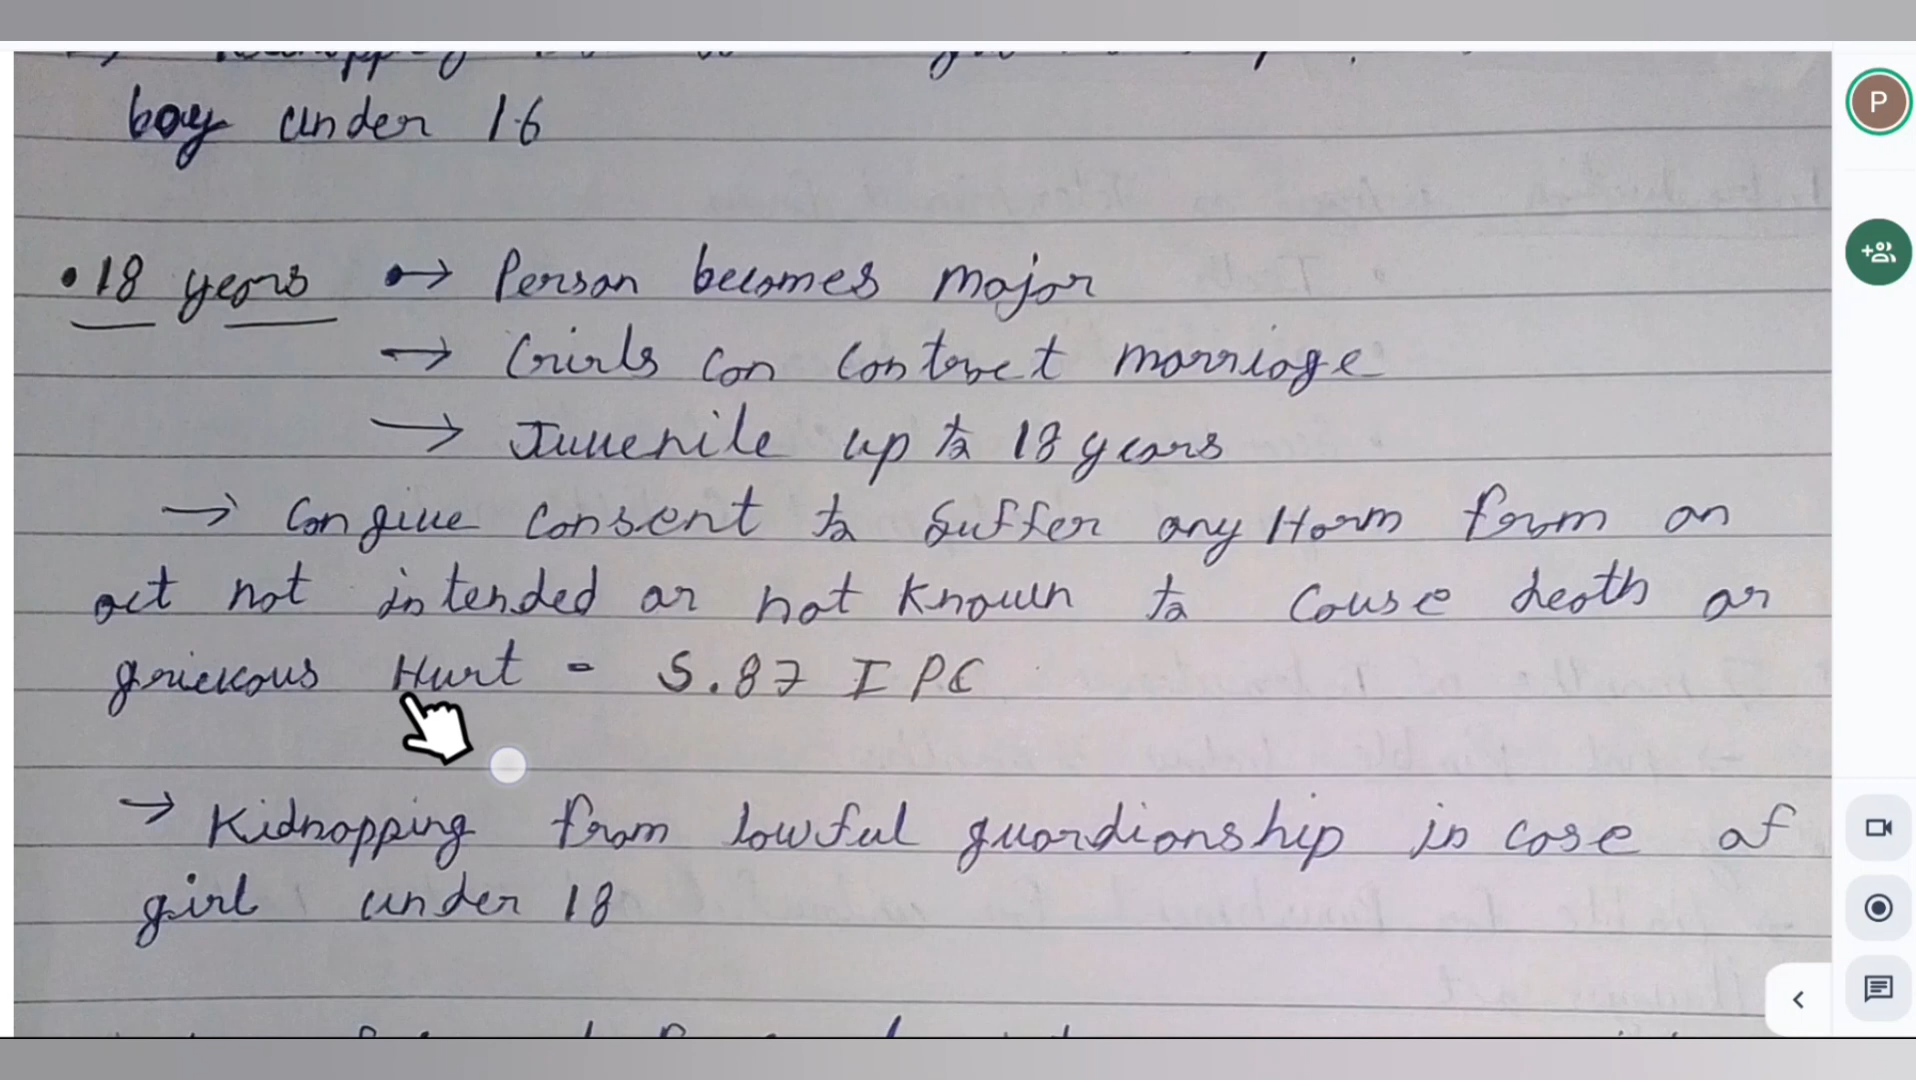 boy under 16
• 18 years → Person becomes major
→ Girls can contract marriage
→ Juvenile up to 18 years
→ Can give consent to suffer any Harm from an
act not intended or not known to cause death or
grievous Hurt - S.87 IPC
→ Kidnapping from lawful guardianship in case of
girl under 18
P